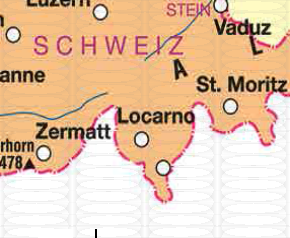 Luzern
STEIN
Vaduz
SCHWEIZ
L
A
anne
St. Moritz
Locarno
Zermatt
rhorn
478